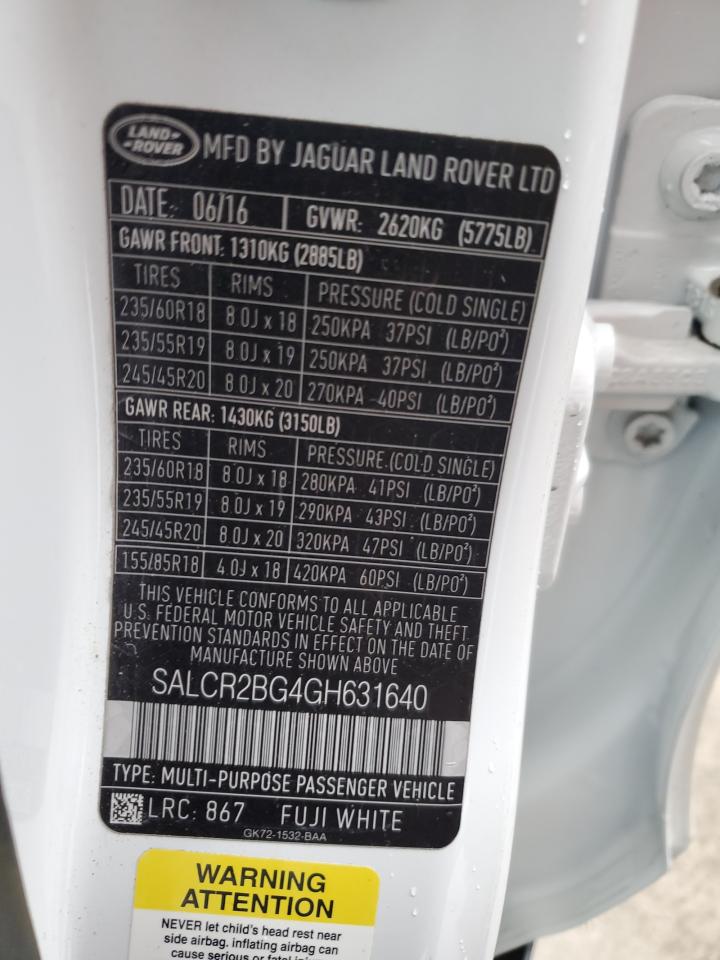 LAND-
-ROVER
MFD BY JAGUAR LAND ROVER LTD
DATE: 06/16 GVWR: 2620KG (5775LB)
GAWR FRONT: 1310KG (2885LB)
TIRES RIMS PRESSURE (COLD SINGLE)
235/60R18 8.0J x 18 250KPA 37PSI (LB/PO²)
235/55R19 8.0J x 19 250KPA 37PSI (LB/PO²)
245/45R20 8.0J x 20 270KPA 40PSI (LB/PO²)
GAWR REAR: 1430KG (3150LB)
TIRES RIMS PRESSURE (COLD SINGLE)
235/60R18 8.0J x 18 280KPA 41PSI (LB/PO²)
235/55R19 8.0J x 19 290KPA 43PSI (LB/PO²)
245/45R20 8.0J x 20 320KPA 47PSI (LB/PO²)
155/85R18 4.0J x 18 420KPA 60PSI (LB/PO²)
THIS VEHICLE CONFORMS TO ALL APPLICABLE
U.S. FEDERAL MOTOR VEHICLE SAFETY AND THEFT
PREVENTION STANDARDS IN EFFECT ON THE DATE OF
MANUFACTURE SHOWN ABOVE
SALCR2BG4GH631640
TYPE: MULTI-PURPOSE PASSENGER VEHICLE
LRC: 867 FUJI WHITE
GK72-1532-BAA
WARNING
ATTENTION
NEVER let child's head rest near
side airbag. inflating airbag can
cause serious or fatal